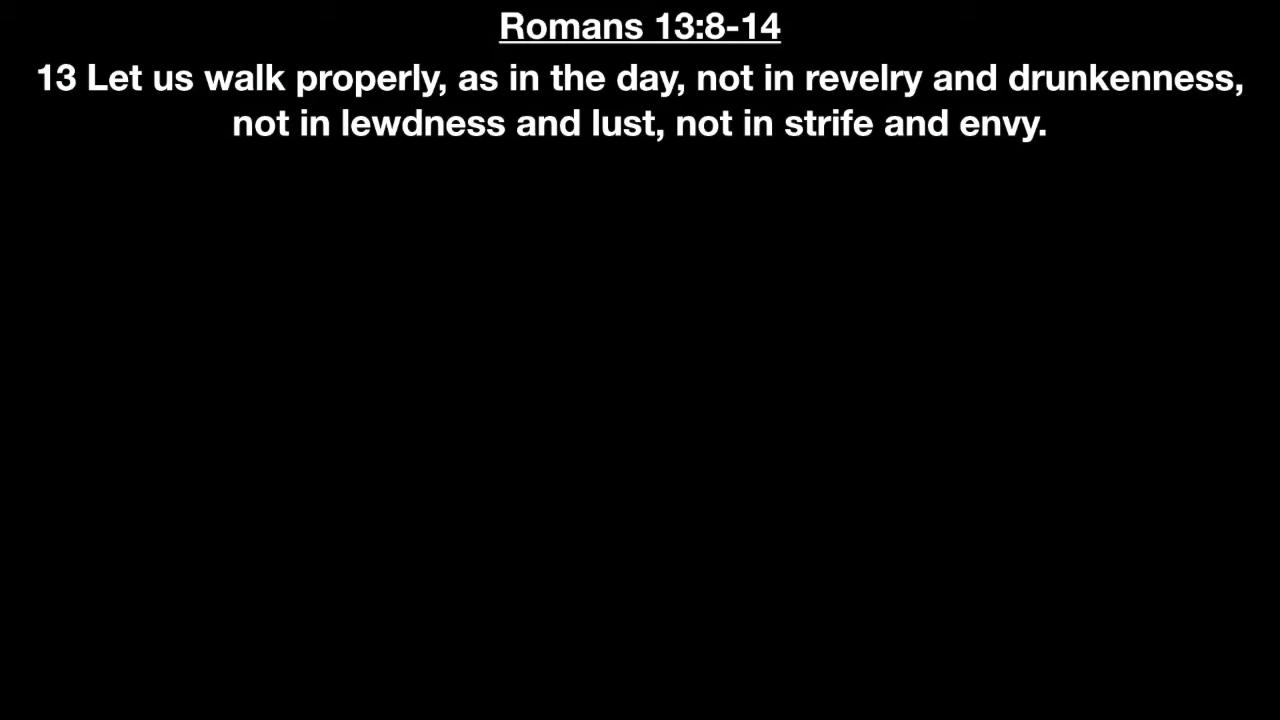 Romans 13:8-14
13 Let us walk properly, as in the day, not in revelry and drunkenness,
not in lewdness and lust, not in strife and envy.